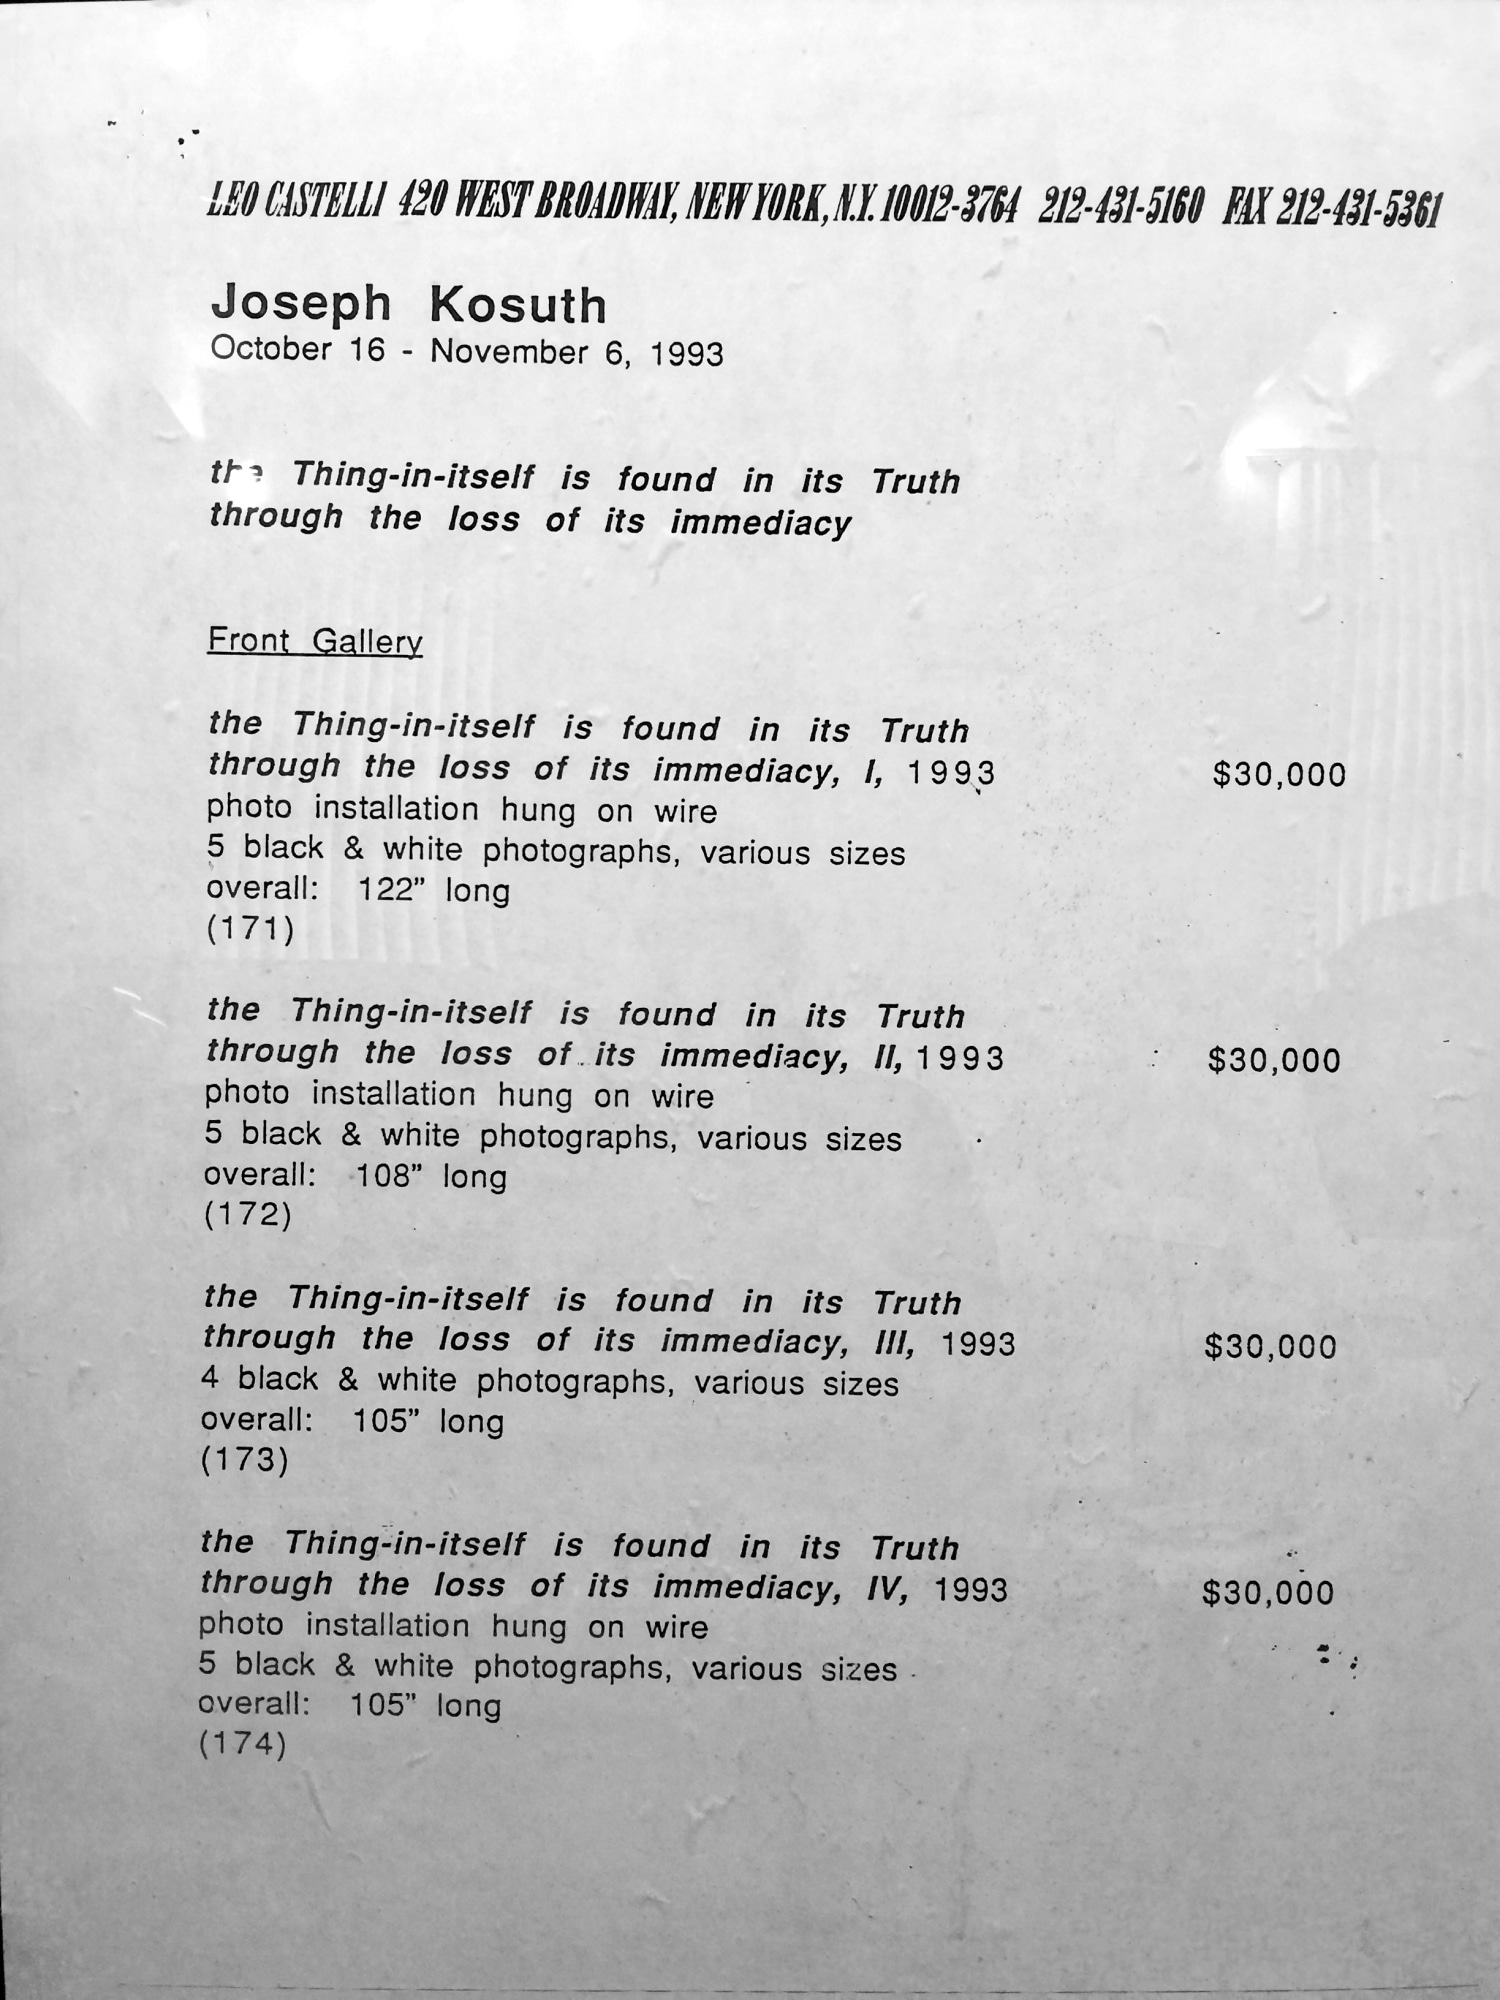 LEO CASTELLI 420 WEST BROADWAY, NEW YORK, N.Y. 10012-3764 212-431-5160 FAX 212-431-5361
Joseph Kosuth
October 16 - November 6, 1993
the Thing-in-itself is found in its Truth
through the loss of its immediacy
Front Gallery
the Thing-in-itself is found in its Truth
through the loss of its immediacy, I, 1993 $30,000
photo installation hung on wire
5 black & white photographs, various sizes
overall: 122" long
(171)
the Thing-in-itself is found in its Truth
through the loss of its immediacy, II, 1993 $30,000
photo installation hung on wire
5 black & white photographs, various sizes
overall: 108" long
(172)
the Thing-in-itself is found in its Truth
through the loss of its immediacy, III, 1993 $30,000
4 black & white photographs, various sizes
overall: 105" long
(173)
the Thing-in-itself is found in its Truth
through the loss of its immediacy, IV, 1993 $30,000
photo installation hung on wire
5 black & white photographs, various sizes
overall: 105" long
(174)